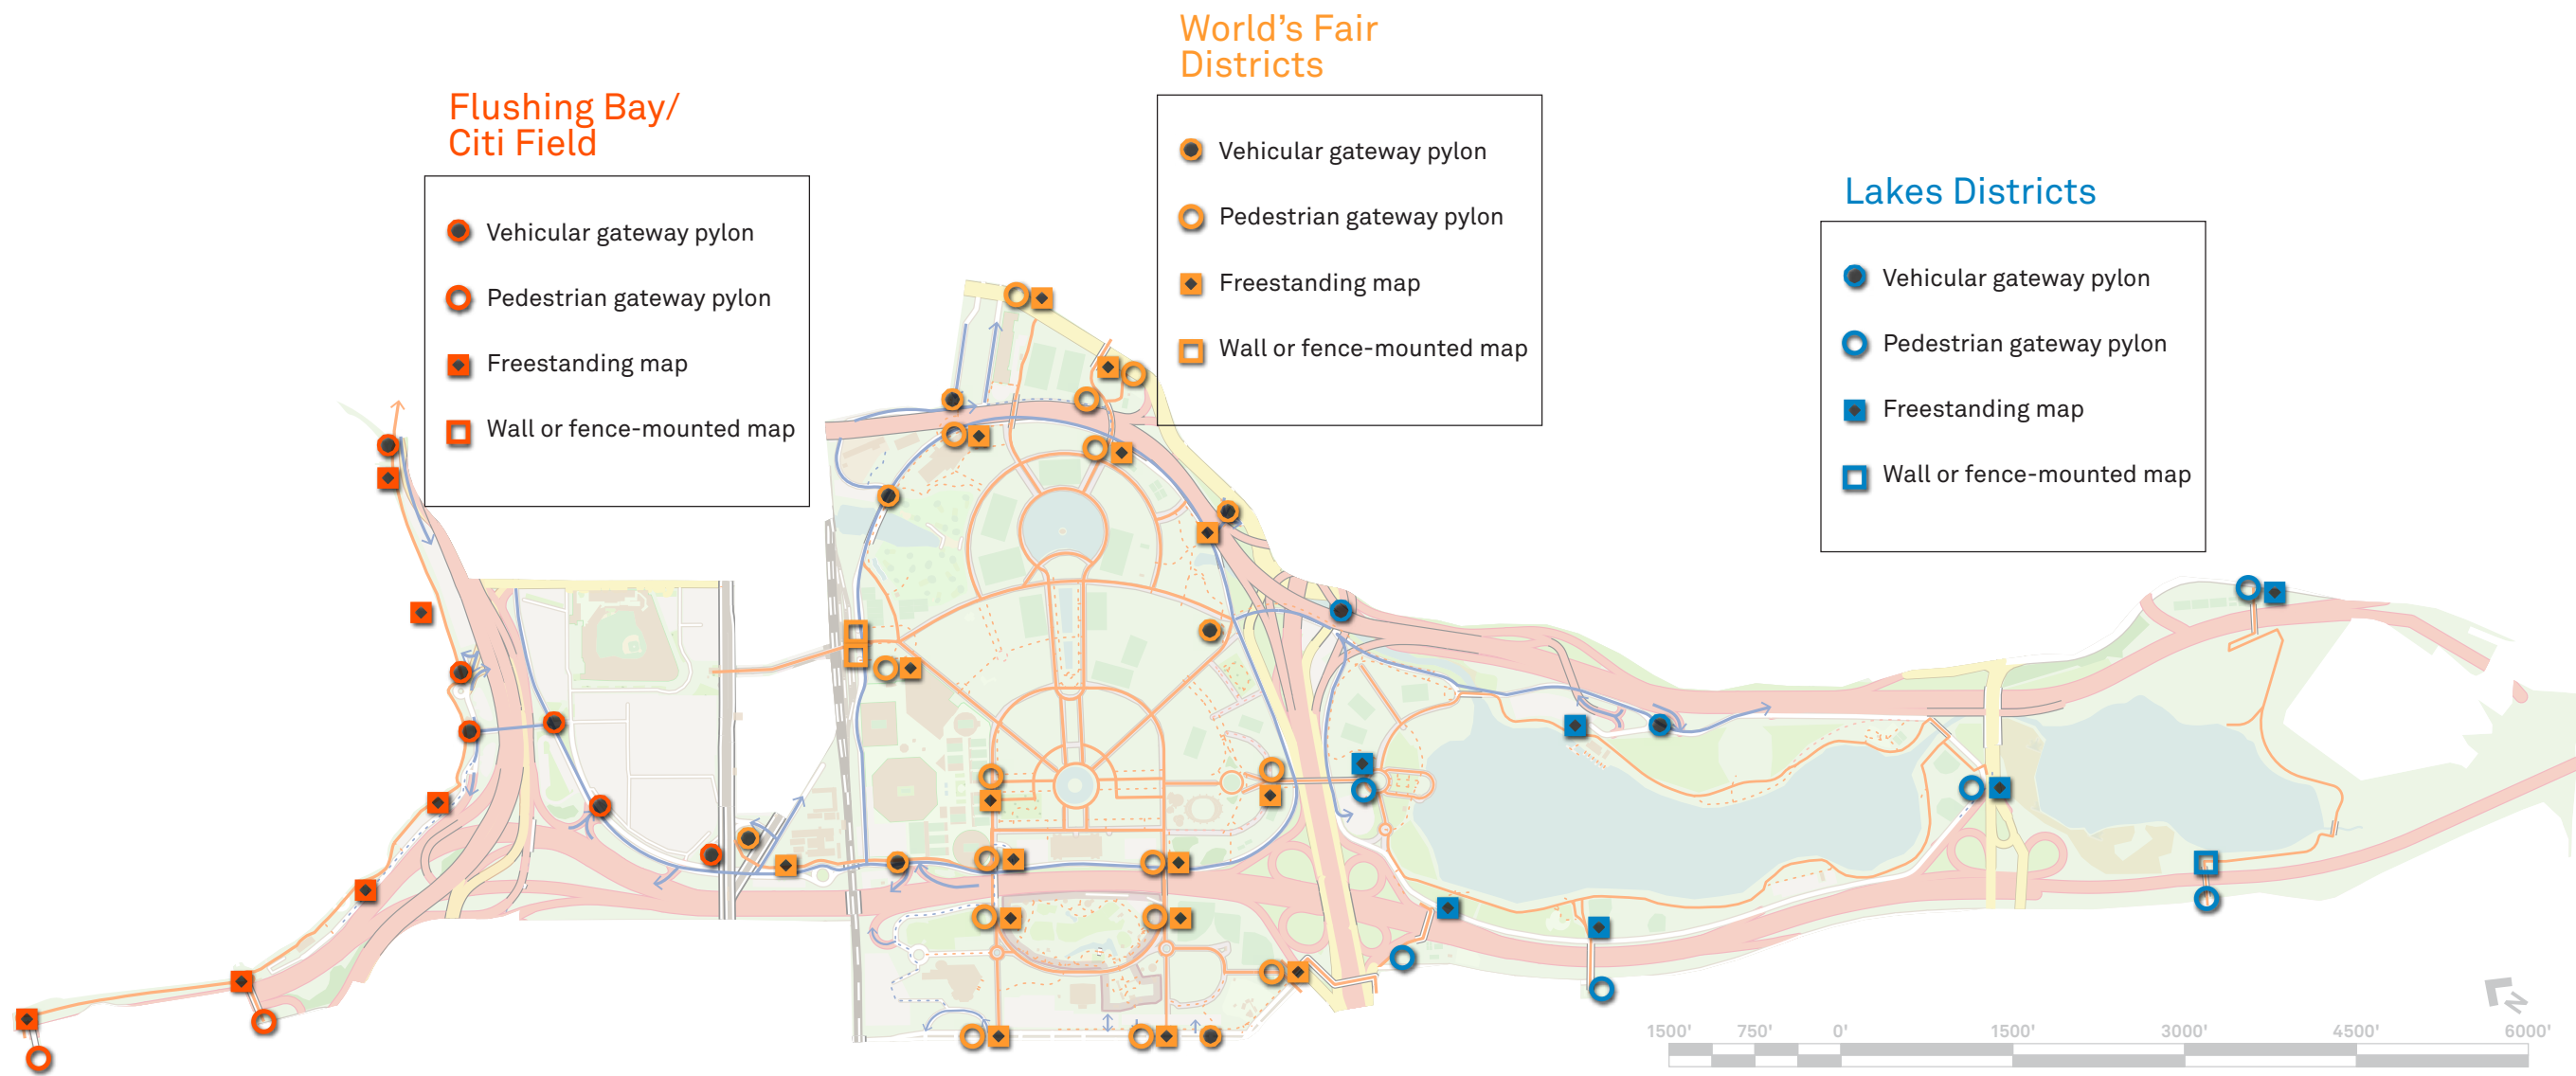 World's Fair
Districts
Vehicular gateway pylon
Pedestrian gateway pylon
Freestanding map
Wall or fence-mounted map
Flushing Bay/
Citi Field
Vehicular gateway pylon
Pedestrian gateway pylon
Freestanding map
Wall or fence-mounted map
Lakes Districts
Vehicular gateway pylon
Pedestrian gateway pylon
Freestanding map
Wall or fence-mounted map
N
1500' 750' 0' 1500' 3000' 4500' 6000'